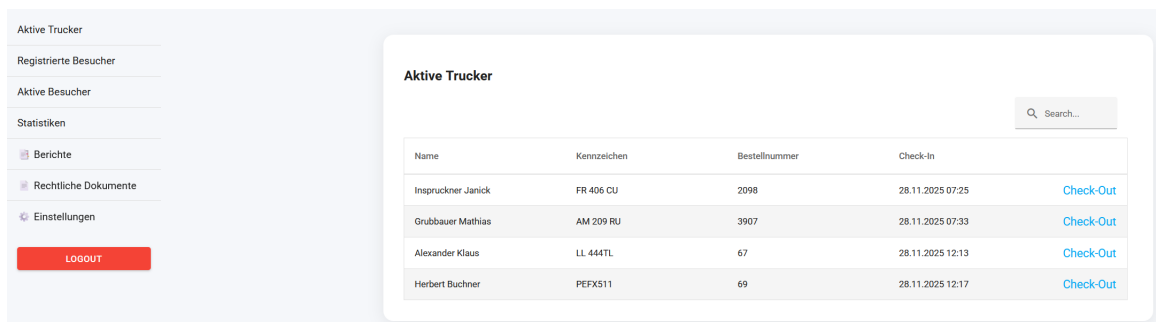 Aktive Trucker
Registrierte Besucher
Aktive Besucher
Statistiken
Berichte
Rechtliche Dokumente
Einstellungen
LOGOUT
Aktive Trucker
Search...
Name Kennzeichen Bestellnummer Check-In
Inspruckner Janick FR 406 CU 2098 28.11.2025 07:25 Check-Out
Grubbauer Mathias AM 209 RU 3907 28.11.2025 07:33 Check-Out
Alexander Klaus LL 444TL 67 28.11.2025 12:13 Check-Out
Herbert Buchner PEFX511 69 28.11.2025 12:17 Check-Out